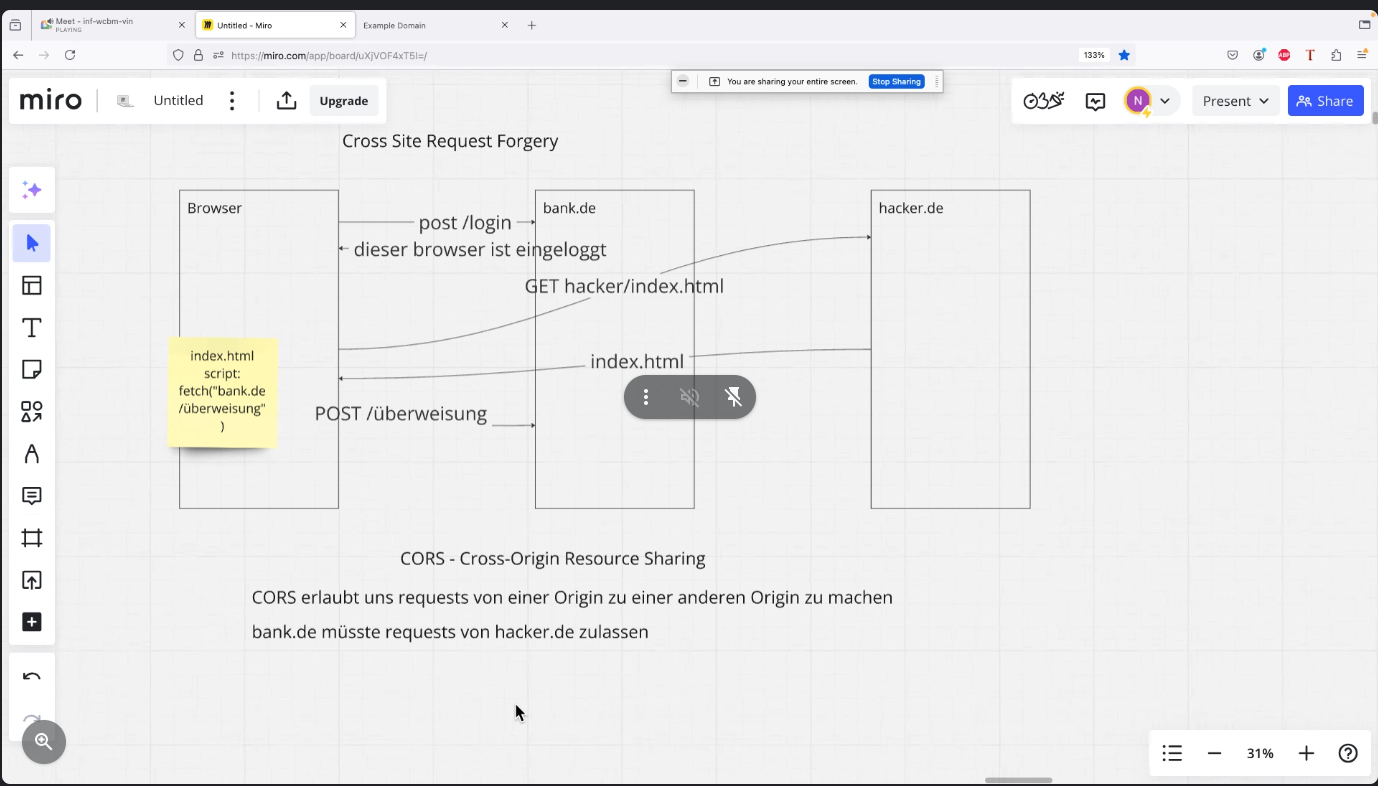 Meet - inf-wcbm-vin
PLAYING
Untitled - Miro
Example Domain
https://miro.com/app/board/uXjVOF4xT5I=/
133%
ABP
T
You are sharing your entire screen.
Stop Sharing
miro
Untitled
Upgrade
N
Present
Share
Cross Site Request Forgery
Browser
bank.de
hacker.de
post /login
dieser browser ist eingeloggt
GET hacker/index.html
index.html
script:
fetch("bank.de
/überweisung"
)
index.html
POST /überweisung
CORS - Cross-Origin Resource Sharing
CORS erlaubt uns requests von einer Origin zu einer anderen Origin zu machen
bank.de müsste requests von hacker.de zulassen
31%